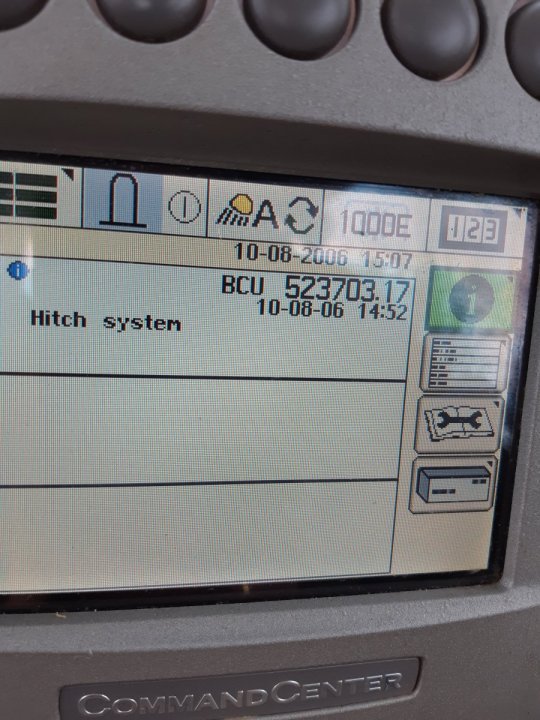 A
1000E
123
10-08-2006 15:07
BCU 523703.17
10-08-06 14:52
Hitch system
i
COMMANDCENTER